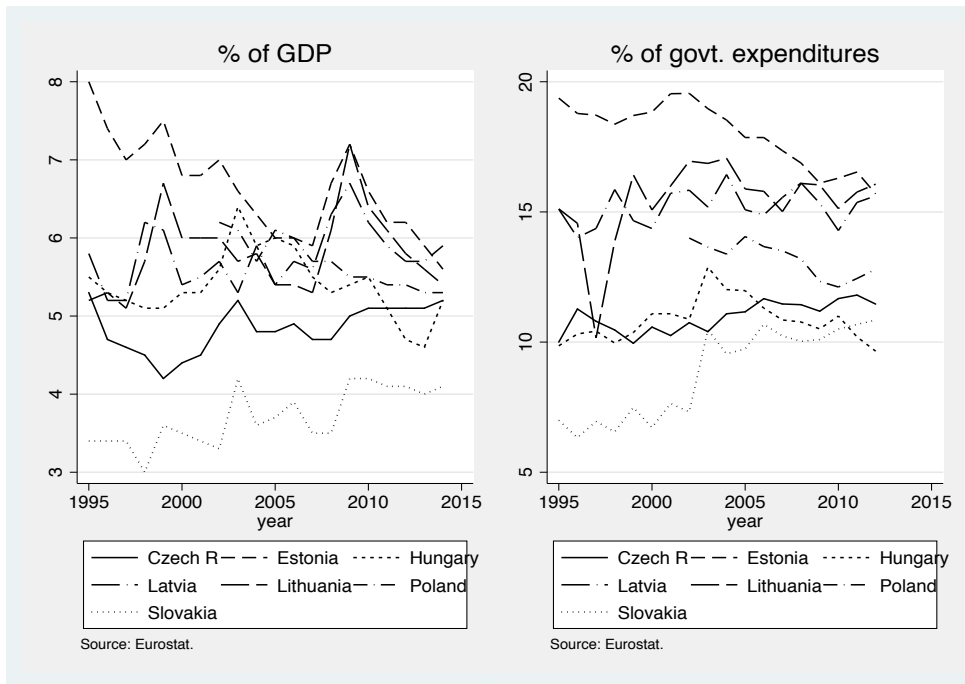 % of GDP
8
7
6
5
4
3
1995 2000 2005 2010 2015
year
Czech R Estonia Hungary
Latvia Lithuania Poland
Slovakia
Source: Eurostat.
% of govt. expenditures
20
15
10
5
1995 2000 2005 2010 2015
year
Czech R Estonia Hungary
Latvia Lithuania Poland
Slovakia
Source: Eurostat.